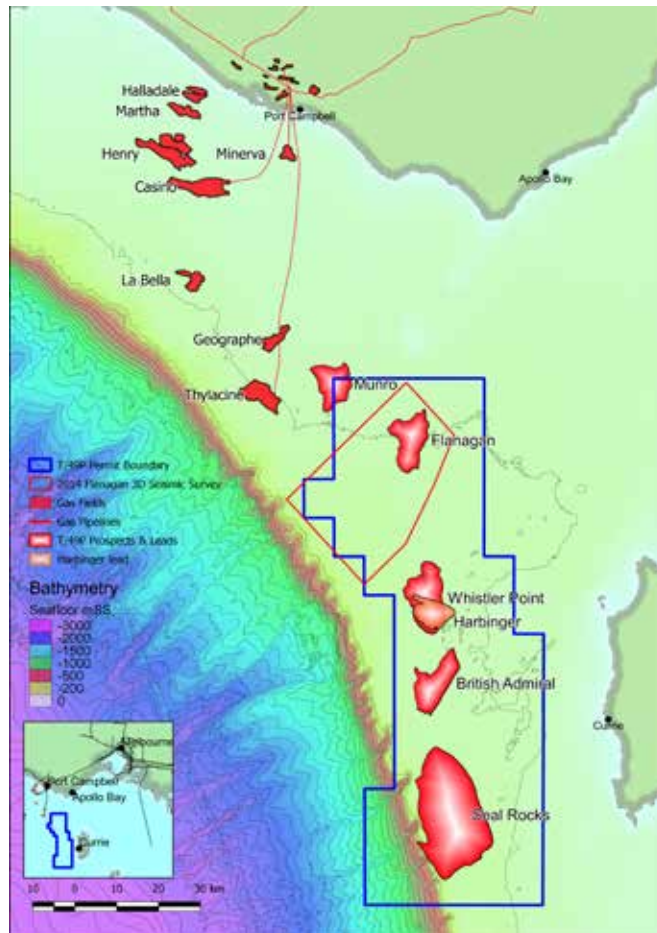 Halladale
Martha
Port Campbell
Henry
Minerva
Casino
Apollo Bay
La Bella
Geographe
Thylacine
Munro
Flanagan
T/49P Permit Boundary
2014 Flanagan 3D Seismic Survey
Gas Fields
Gas Pipelines
T/49P Prospects & Leads
Harbinger lead
Whistler Point
Harbinger
Bathymetry
Seafloor mSS
-3000
-2000
-1500
-1000
-500
-200
0
British Admiral
Currie
Melbourne
Port Campbell
Apollo Bay
Currie
Seal Rocks
10 0 10 20 30 km